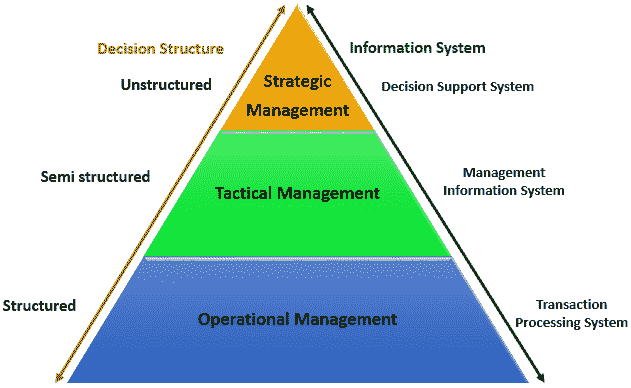 Decision Structure
Information System
Unstructured
Strategic
Management
Decision Support System
Semi structured
Tactical Management
Management
Information System
Structured
Operational Management
Transaction
Processing System